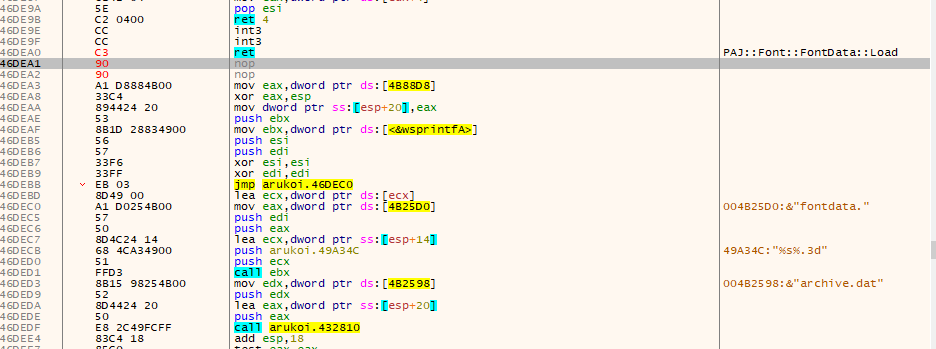 46DE9A 5E pop esi
46DE9B C2 0400 ret 4
46DE9E CC int3
46DE9F CC int3
46DEA0 C3 ret PAJ::Font::FontData::Load
46DEA1 90 nop
46DEA2 90 nop
46DEA3 A1 D8884B00 mov eax,dword ptr ds:[4B88D8]
46DEA8 33C4 xor eax,esp
46DEAA 894424 20 mov dword ptr ss:[esp+20],eax
46DEAE 53 push ebx
46DEAF 8B1D 28834900 mov ebx,dword ptr ds:[<&wsprintfA>]
46DEB5 56 push esi
46DEB6 57 push edi
46DEB7 33F6 xor esi,esi
46DEB9 33FF xor edi,edi
46DEBB EB 03 jmp arukoi.46DEC0
46DEBD 8D49 00 lea ecx,dword ptr ds:[ecx]
46DEC0 A1 D0254B00 mov eax,dword ptr ds:[4B25D0] 004B25D0:&"fontdata."
46DEC5 57 push edi
46DEC6 50 push eax
46DEC7 8D4C24 14 lea ecx,dword ptr ss:[esp+14]
46DECB 68 4CA34900 push arukoi.49A34C 49A34C:"%s%.3d"
46DED0 51 push ecx
46DED1 FFD3 call ebx
46DED3 8B15 98254B00 mov edx,dword ptr ds:[4B2598] 004B2598:&"archive.dat"
46DED9 52 push edx
46DEDA 8D4424 20 lea eax,dword ptr ss:[esp+20]
46DEDE 50 push eax
46DEDF E8 2C49FCFF call arukoi.432810
46DEE4 83C4 18 add esp,18